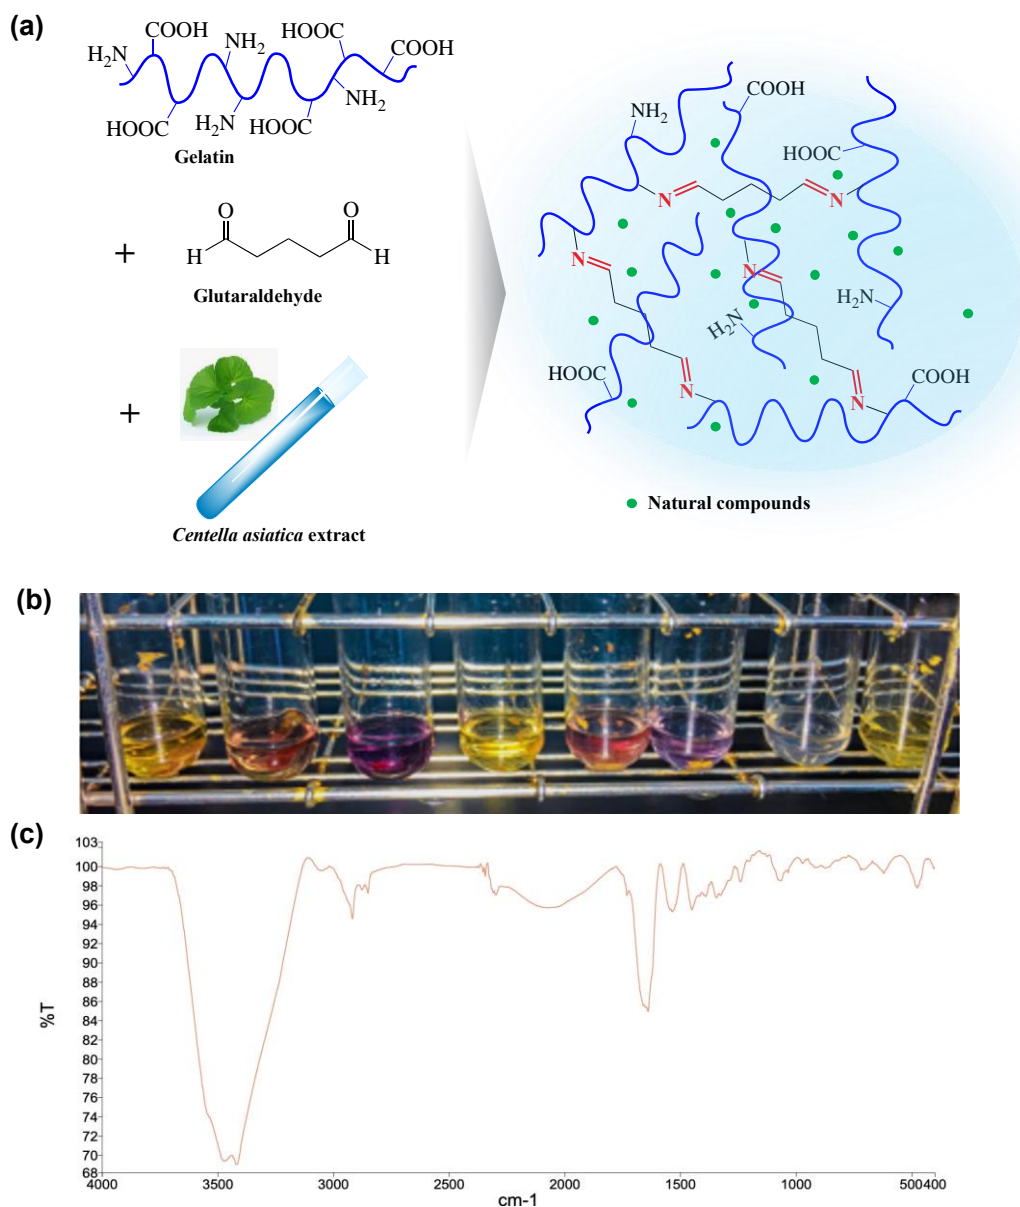 (a)
COOH
H₂N
NH₂
HOOC
COOH
HOOC
H₂N
HOOC
NH₂
Gelatin
+
O
O
H
H
Glutaraldehyde
+
Centella asiatica extract
COOH
NH₂
HOOC
N
N
N
N
H₂N
H₂N
HOOC
COOH
N
N
Natural compounds
(b)
(c)
103
100
98
96
94
92
90
88
86
84
82
80
78
76
74
72
70
68
%T
4000
3500
3000
2500
2000
1500
1000
500400
cm-1